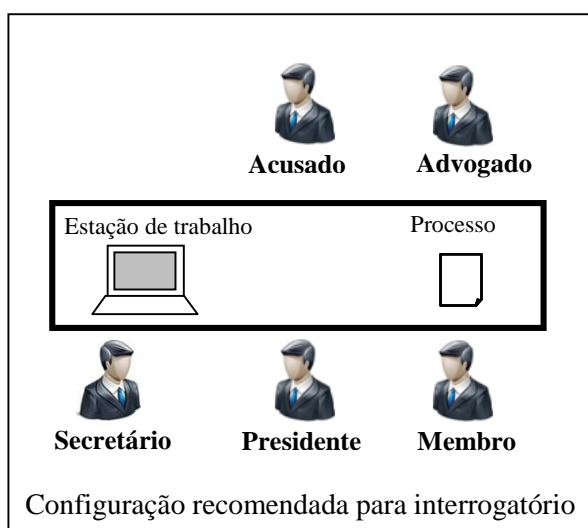 Acusado Advogado
Estação de trabalho Processo
Secretário Presidente Membro
Configuração recomendada para interrogatório